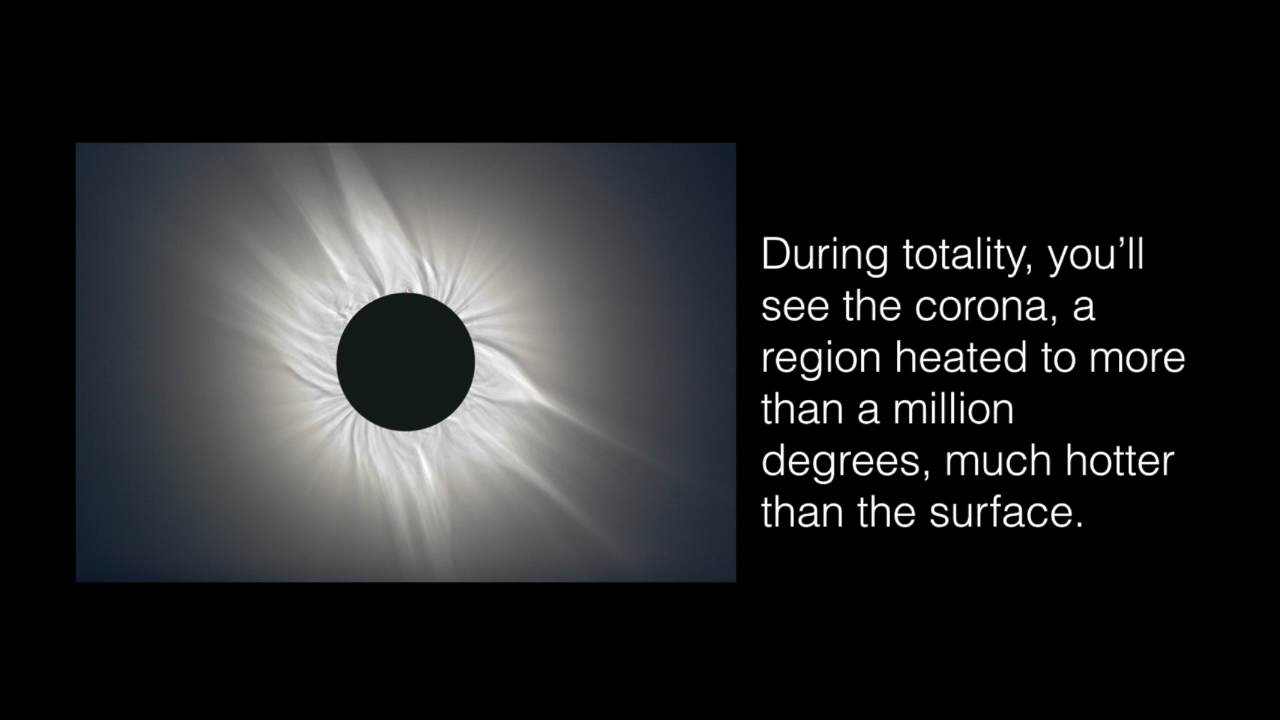 During totality, you’ll
see the corona, a
region heated to more
than a million
degrees, much hotter
than the surface.